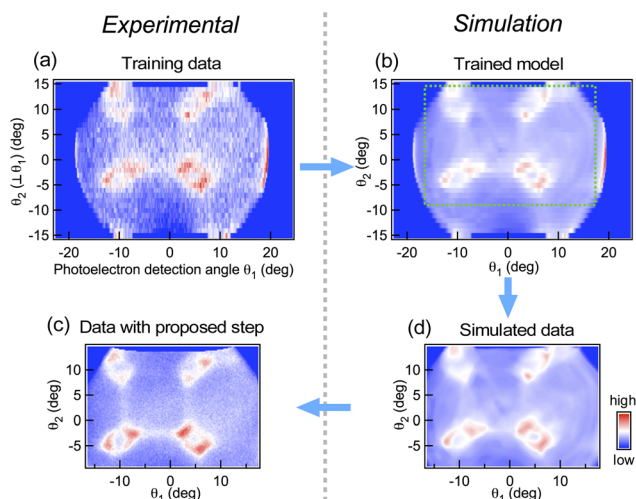 Experimental
Simulation
(a)
Training data
15
10
5
0
-5
-10
-15
θ2 (⊥θ1) (deg)
-20
-10
0
10
20
Photoelectron detection angle θ1 (deg)
(b)
Trained model
15
10
5
0
-5
-10
-15
θ2 (deg)
-20
-10
0
10
20
θ1 (deg)
(c)
Data with proposed step
10
5
0
-5
θ2 (deg)
-10
0
10
θ1 (deg)
(d)
Simulated data
10
5
0
-5
θ2 (deg)
-10
0
10
θ1 (deg)
high
low